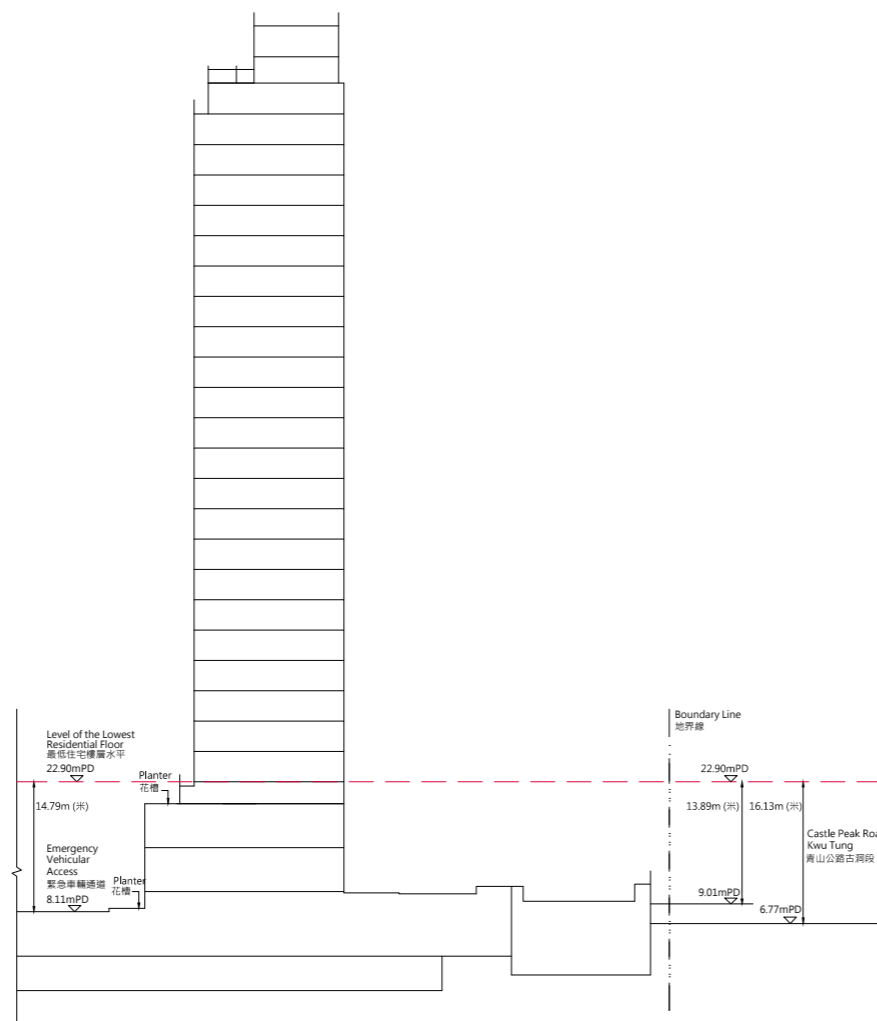 Boundary Line
地界線
Level of the Lowest
Residential Floor
最低住宅樓層水平
22.90mPD
Planter
花槽
22.90mPD
14.79m (米)
13.89m (米)
16.13m (米)
Castle Peak Roa
Kwu Tung
青山公路古洞段
Emergency
Vehicular
Access
緊急車輛通道
8.11mPD
Planter
花槽
9.01mPD
6.77mPD